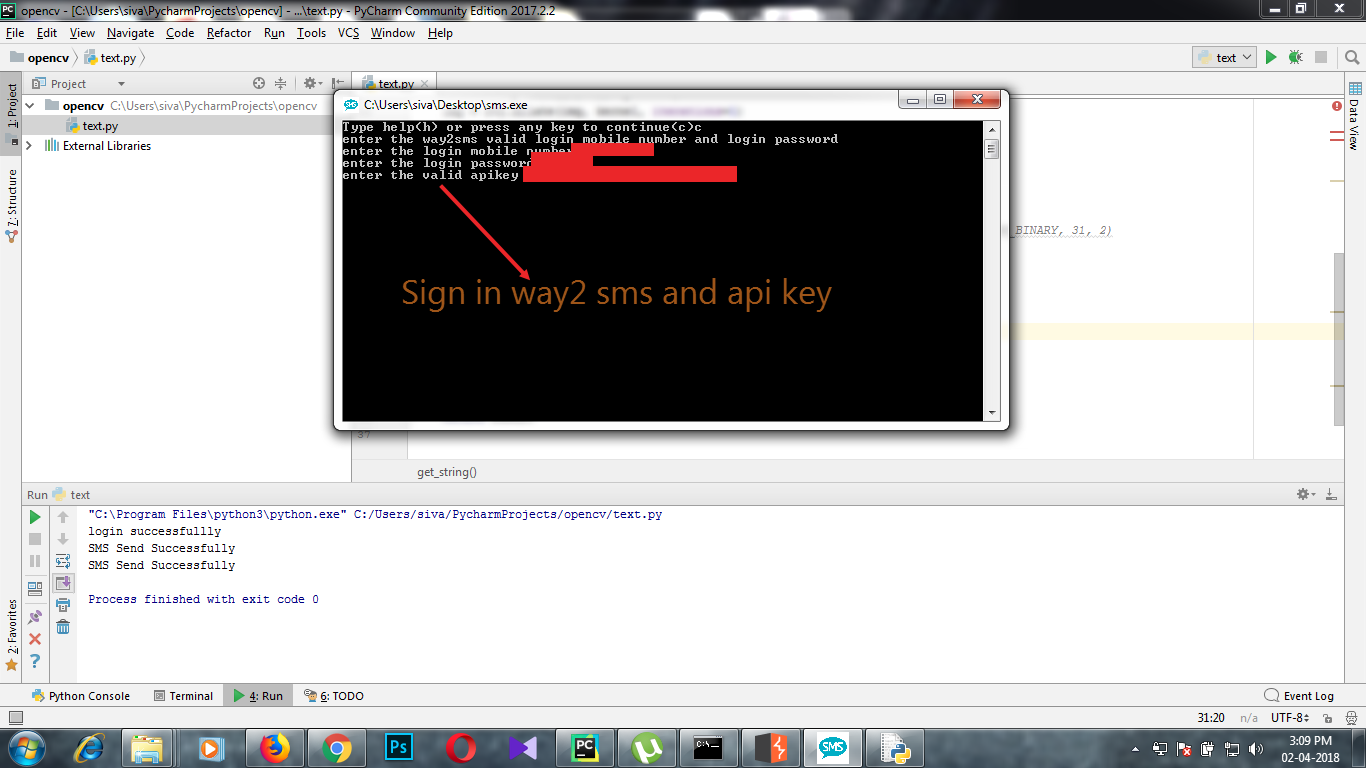 opencv - [C:\Users\siva\PycharmProjects\opencv] - ...\text.py - PyCharm Community Edition 2017.2.2
File Edit View Navigate Code Refactor Run Tools VCS Window Help
opencv text.py text
Project text.py
1: Project
opencv C:\Users\siva\PycharmProjects\opencv
text.py
External Libraries
7: Structure
Data View
C:\Users\siva\Desktop\sms.exe
Type help(h) or press any key to continue(c)c
enter the way2sms valid login mobile number and login password
enter the login mobile number
enter the login password
enter the valid apikey
Sign in way2 sms and api key
_BINARY, 31, 2)
37
get_string()
Run text
"C:\Program Files\python3\python.exe" C:/Users/siva/PycharmProjects/opencv/text.py
login successfullly
SMS Send Successfully
SMS Send Successfully
Process finished with exit code 0
2: Favorites
Python Console Terminal 4: Run 6: TODO Event Log
31:20 n/a UTF-8
Ps PC C:\ SMS
3:09 PM
02-04-2018